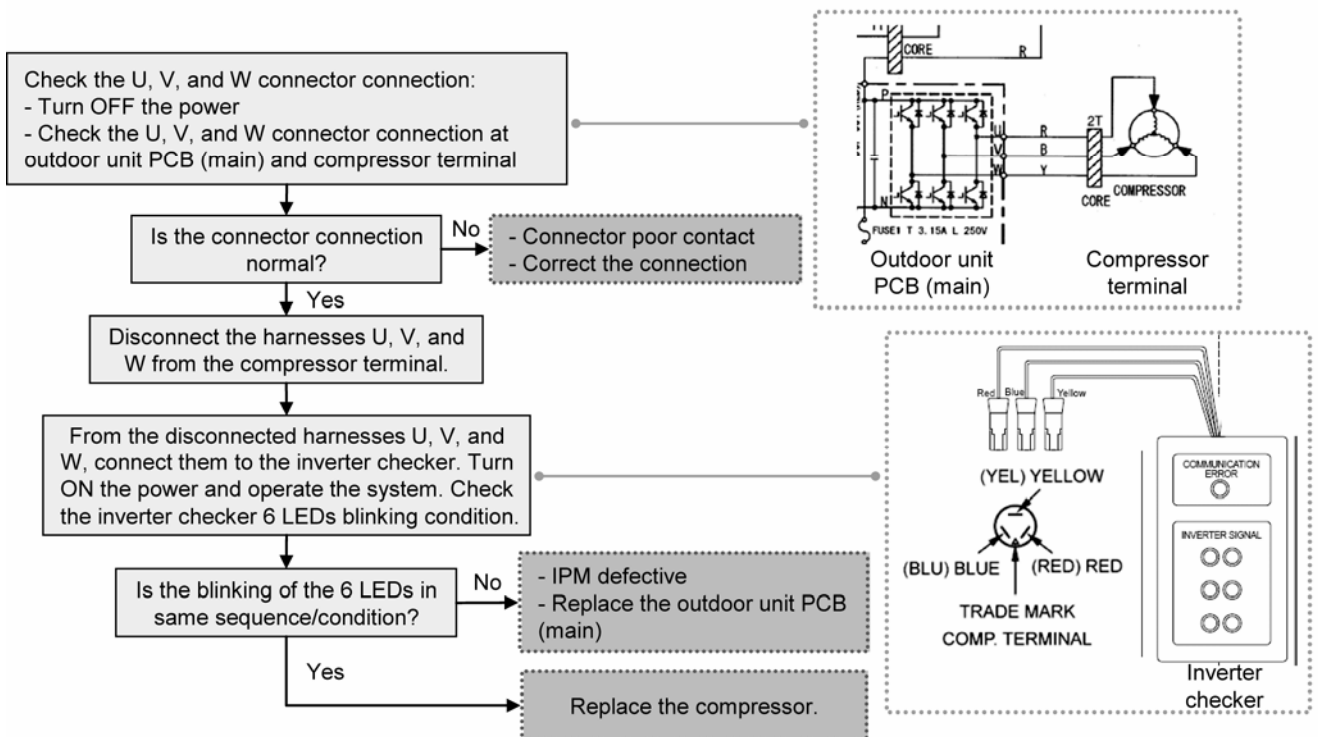 Check the U, V, and W connector connection:
- Turn OFF the power
- Check the U, V, and W connector connection at
outdoor unit PCB (main) and compressor terminal
Is the connector connection
normal?
No
- Connector poor contact
- Correct the connection
Yes
Disconnect the harnesses U, V, and
W from the compressor terminal.
From the disconnected harnesses U, V, and
W, connect them to the inverter checker. Turn
ON the power and operate the system. Check
the inverter checker 6 LEDs blinking condition.
Is the blinking of the 6 LEDs in
same sequence/condition?
No
- IPM defective
- Replace the outdoor unit PCB
(main)
Yes
Replace the compressor.
CORE
R
P
U
R
2T
V
B
W
Y
N
CORE
COMPRESSOR
FUSE1 T 3.15A L 250V
Outdoor unit
PCB (main)
Compressor
terminal
Red
Blue
Yellow
(YEL) YELLOW
(BLU) BLUE
(RED) RED
TRADE MARK
COMP. TERMINAL
COMMUNICATION
ERROR
INVERTER SIGNAL
Inverter
checker